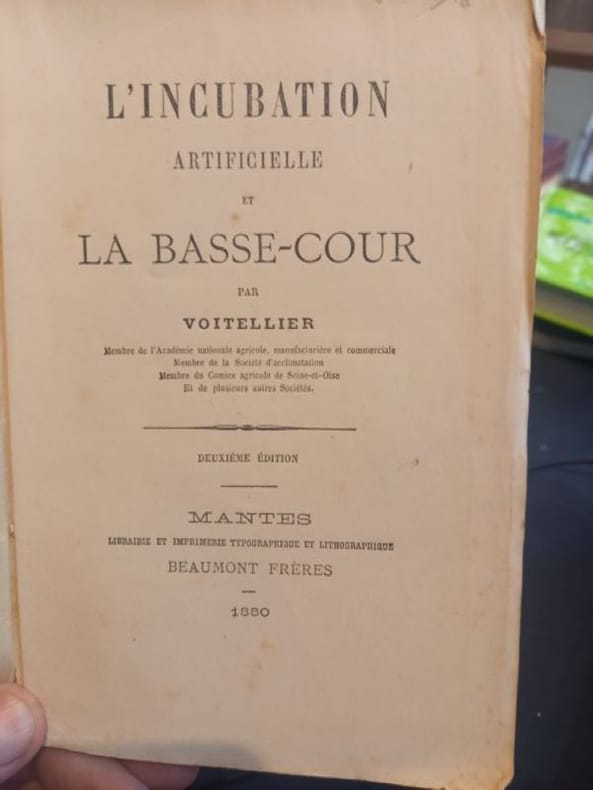 L'INCUBATION
ARTIFICIELLE
ET
LA BASSE-COUR
PAR
VOITELLIER
Membre de l'Académie nationale agricole, manufacturière et commerciale
Membre de la Société d'acclimatation
Membre du Comice agricole de Seine-et-Oise
Et de plusieurs autres Sociétés.
DEUXIÈME ÉDITION
MANTES
LIBRAIRIE ET IMPRIMERIE TYPOGRAPHIQUE ET LITHOGRAPHIQUE
BEAUMONT FRÈRES
1880